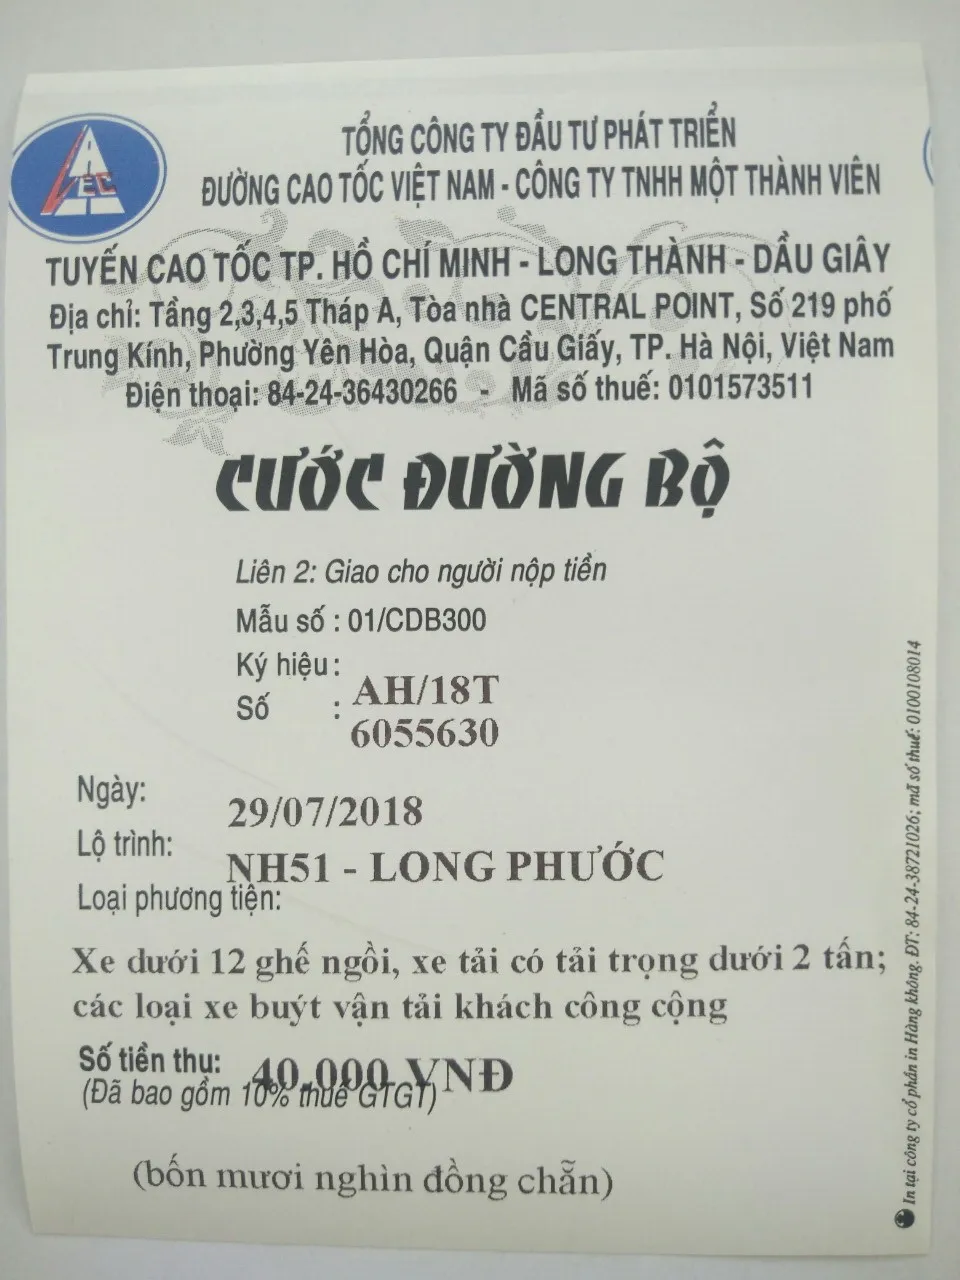 VEC
TỔNG CÔNG TY ĐẦU TƯ PHÁT TRIỂN
ĐƯỜNG CAO TỐC VIỆT NAM - CÔNG TY TNHH MỘT THÀNH VIÊN
TUYẾN CAO TỐC TP. HỒ CHÍ MINH - LONG THÀNH - DẦU GIÂY
Địa chỉ: Tầng 2,3,4,5 Tháp A, Tòa nhà CENTRAL POINT, Số 219 phố
Trung Kính, Phường Yên Hòa, Quận Cầu Giấy, TP. Hà Nội, Việt Nam
Điện thoại: 84-24-36430266 - Mã số thuế: 0101573511
CƯỚC ĐƯỜNG BỘ
Liên 2: Giao cho người nộp tiền
Mẫu số : 01/CDB300
Ký hiệu : AH/18T
Số : 6055630
Ngày: 29/07/2018
Lộ trình: NH51 - LONG PHƯỚC
Loại phương tiện:
Xe dưới 12 ghế ngồi, xe tải có tải trọng dưới 2 tấn;
các loại xe buýt vận tải khách công cộng
Số tiền thu: 40.000 VNĐ
(Đã bao gồm 10% thuế GTGT)
(bốn mươi nghìn đồng chẵn)
In tại công ty cổ phần in Hàng không. ĐT: 84-24-38721026; mã số thuế: 0100108014